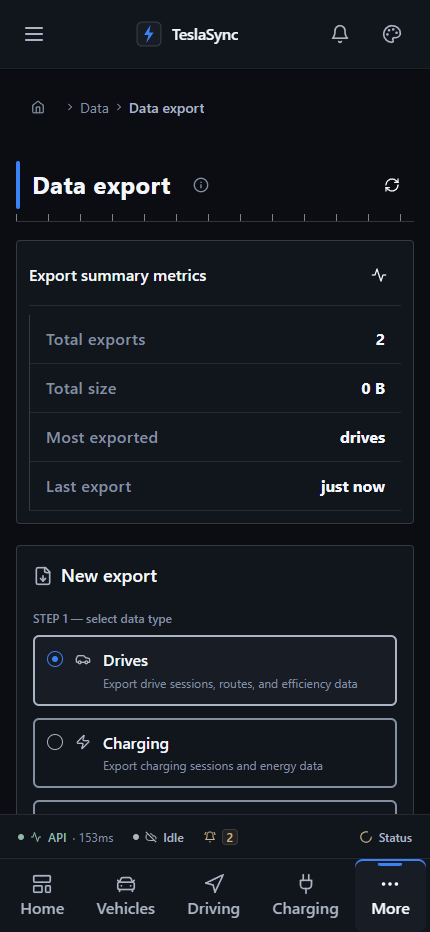 TeslaSync
Data
Data export
Data export
Export summary metrics
Total exports 2
Total size 0 B
Most exported drives
Last export just now
New export
STEP 1 — select data type
Drives
Export drive sessions, routes, and efficiency data
Charging
Export charging sessions and energy data
API · 153ms Idle 2 Status
Home Vehicles Driving Charging More